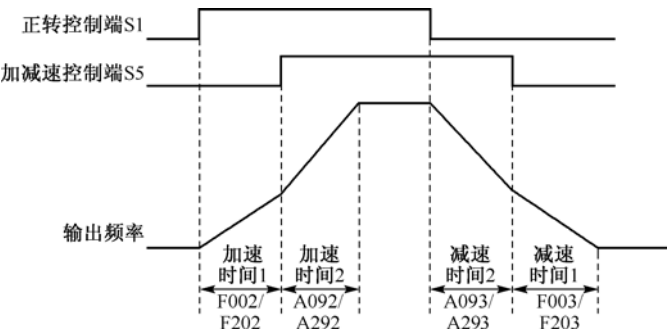 正转控制端S1
加减速控制端S5
输出频率
加速
时间1
F002/
F202
加速
时间2
A092/
A292
减速
时间2
A093/
A293
减速
时间1
F003/
F203